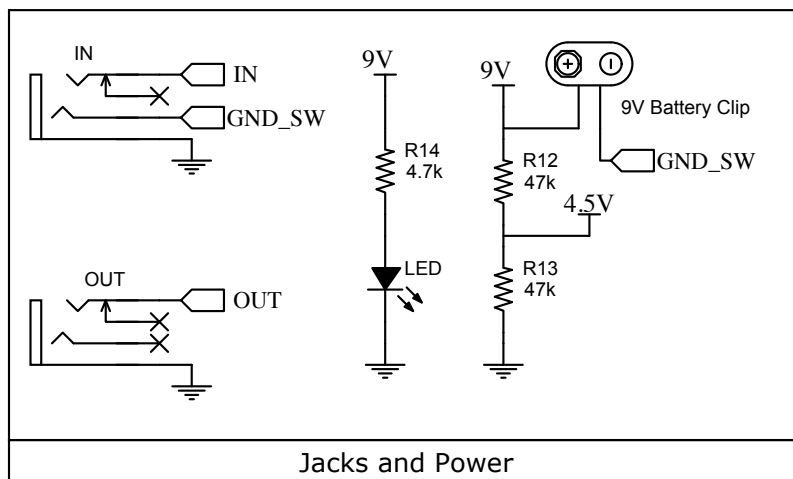 IN
IN
GND_SW
OUT
OUT
9V
R14
4.7k
LED
9V
9V Battery Clip
R12
47k
GND_SW
4.5V
R13
47k
Jacks and Power